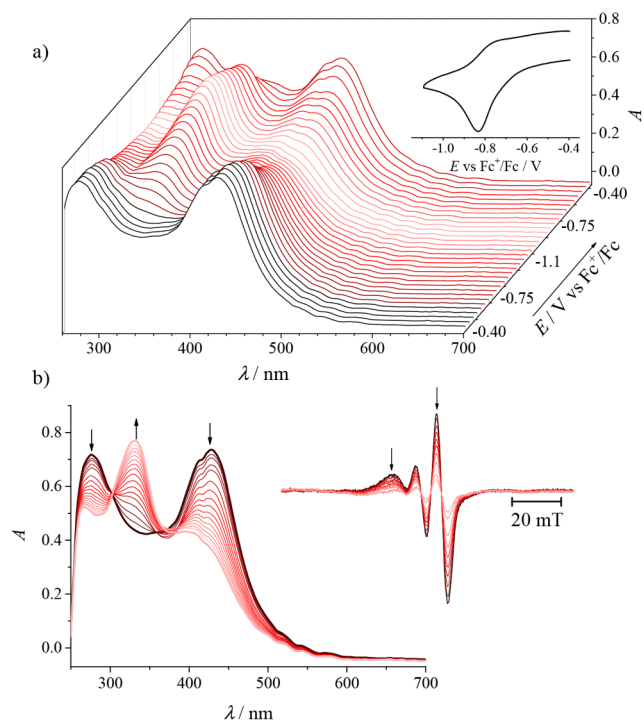 a)
0.8
0.6
0.4
0.2
0.0
A
-1.0 -0.8 -0.6 -0.4
E vs Fc⁺/Fc / V
-0.40
-0.75
-1.1
-0.75
-0.40
E / V vs Fc⁺/Fc
300 400 500 600 700
λ / nm
b)
0.8
0.6
0.4
0.2
0.0
A
20 mT
300 400 500 600 700
λ / nm